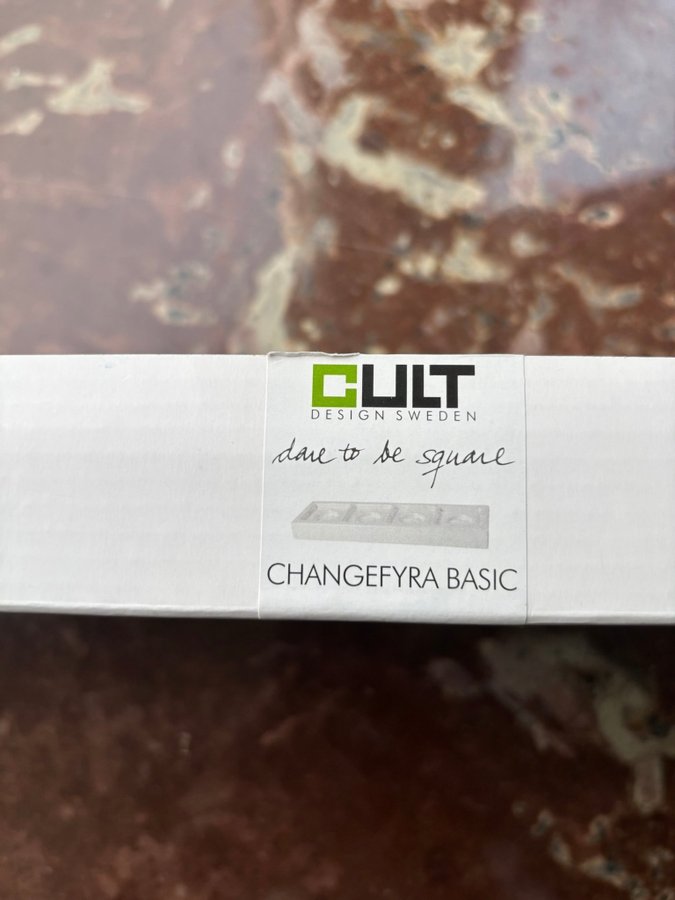 CULT
DESIGN SWEDEN
dare to be square
CHANGEFYRA BASIC